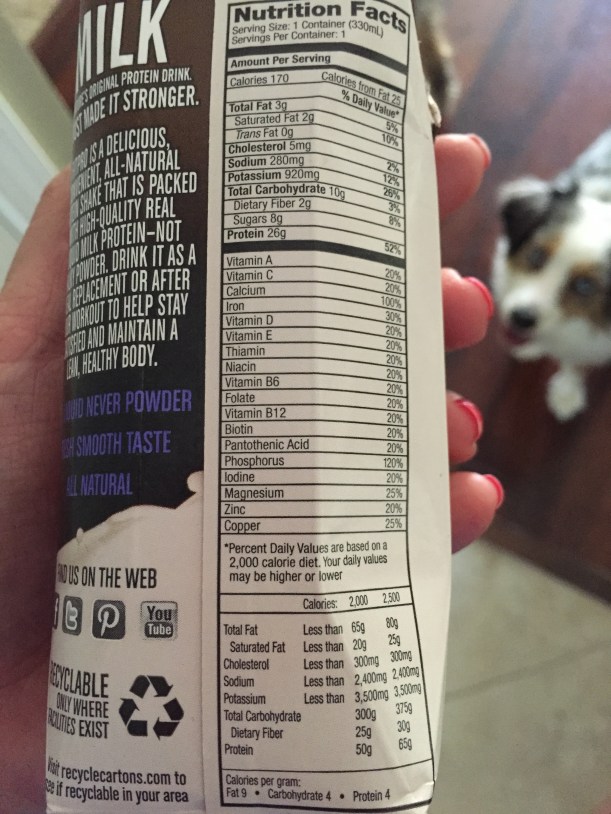 MILK
ORIGINAL PROTEIN DRINK.
MADE IT STRONGER.
IS A DELICIOUS,
ALL-NATURAL
SHAKE THAT IS PACKED
HIGH-QUALITY REAL
MILK PROTEIN-NOT
POWDER. DRINK IT AS A
REPLACEMENT OR AFTER
WORKOUT TO HELP STAY
AND MAINTAIN A
LEAN, HEALTHY BODY.
NEVER POWDER
SMOOTH TASTE
ALL NATURAL
US ON THE WEB
You
Tube
RECYCLABLE
ONLY WHERE
FACILITIES EXIST
Visit recyclecartons.com to
see if recyclable in your area
Nutrition Facts
Serving Size: 1 Container (330mL)
Servings Per Container: 1
Amount Per Serving
Calories 170 Calories from Fat 25
% Daily Value*
Total Fat 3g 5%
Saturated Fat 2g 10%
Trans Fat 0g
Cholesterol 5mg 2%
Sodium 280mg 12%
Potassium 920mg 26%
Total Carbohydrate 10g 3%
Dietary Fiber 2g 8%
Sugars 8g
Protein 26g 52%
Vitamin A 20%
Vitamin C 20%
Calcium 100%
Iron 30%
Vitamin D 20%
Vitamin E 20%
Thiamin 20%
Niacin 20%
Vitamin B6 20%
Folate 20%
Vitamin B12 20%
Biotin 20%
Pantothenic Acid 20%
Phosphorus 120%
Iodine 20%
Magnesium 25%
Zinc 20%
Copper 25%
*Percent Daily Values are based on a
2,000 calorie diet. Your daily values
may be higher or lower
Calories: 2,000 2,500
Total Fat Less than 65g 80g
Saturated Fat Less than 20g 25g
Cholesterol Less than 300mg 300mg
Sodium Less than 2,400mg 2,400mg
Potassium Less than 3,500mg 3,500mg
Total Carbohydrate 300g 375g
Dietary Fiber 25g 30g
Protein 50g 65g
Calories per gram:
Fat 9 • Carbohydrate 4 • Protein 4